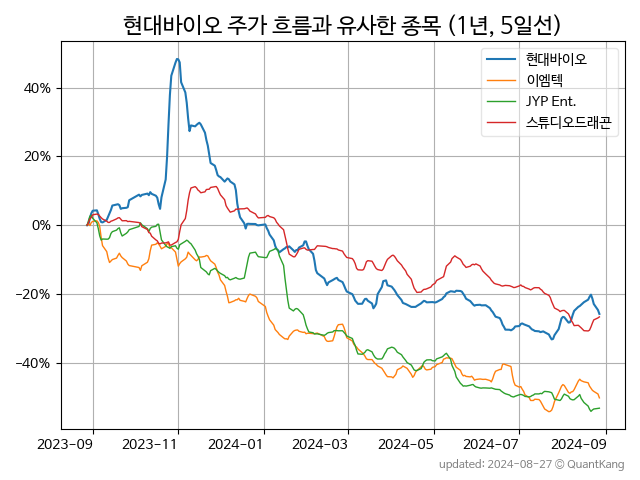 현대바이오 주가 흐름과 유사한 종목 (1년, 5일선)
현대바이오
이엠텍
JYP Ent.
스튜디오드래곤
40%
20%
0%
−20%
−40%
2023-09 2023-11 2024-01 2024-03 2024-05 2024-07 2024-09
updated: 2024-08-27 © QuantKang